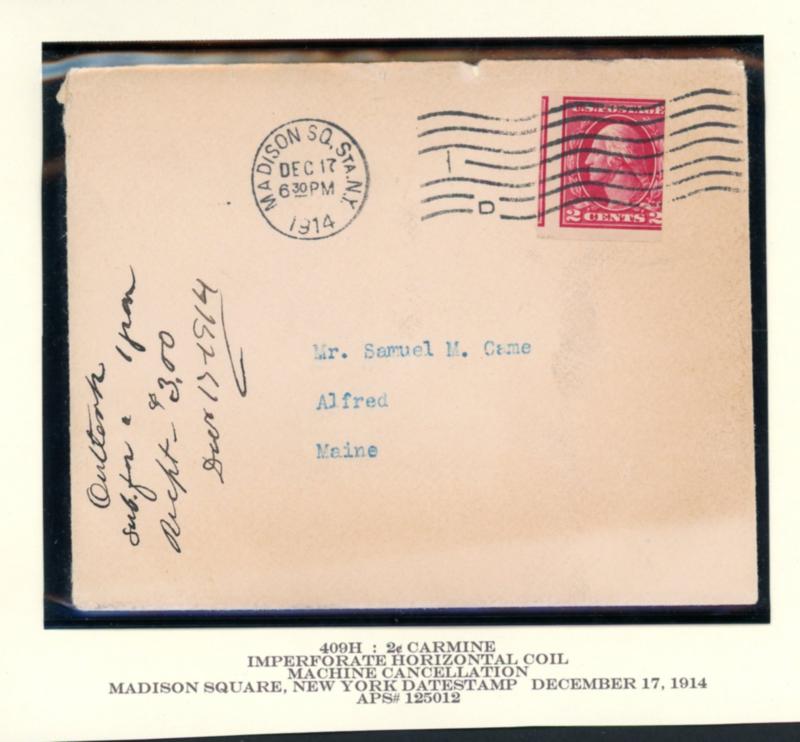 MADISON SQ. STA. N.Y.
DEC 17
6 30 PM
1914
1
D
U.S. POSTAGE
2 CENTS 2
Mr. Samuel M. Came
Alfred
Maine
Outlook
sub. for a year
Recpt - $3.00
Dec 17 - 1914
409H : 2¢ CARMINE
IMPERFORATE HORIZONTAL COIL
MACHINE CANCELLATION
MADISON SQUARE, NEW YORK DATESTAMP DECEMBER 17, 1914
APS# 125012